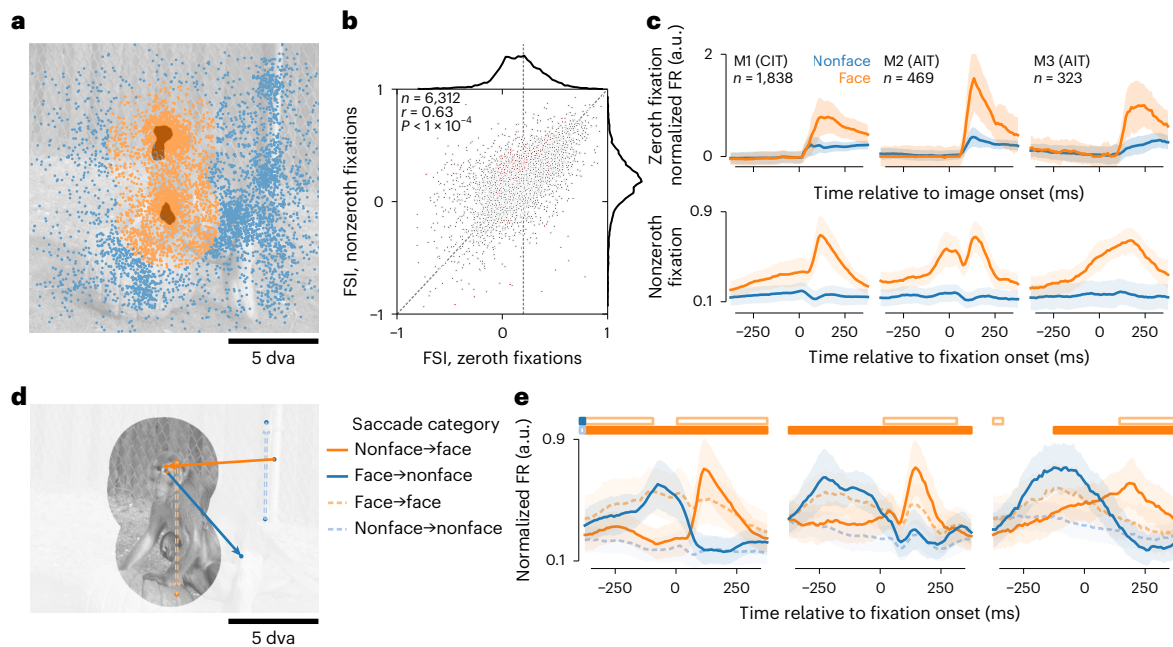 a
5 dva
b
n = 6,312
r = 0.63
P < 1 × 10⁻⁴
FSI, nonzeroth fixations
1
0
−1
−1
0
1
FSI, zeroth fixations
c
Zeroth fixation
normalized FR (a.u.)
2
0
M1 (CIT)
n = 1,838
Nonface
Face
M2 (AIT)
n = 469
M3 (AIT)
n = 323
Time relative to image onset (ms)
Nonzeroth
fixation
0.9
0.1
−250 0 250 −250 0 250 −250 0 250
Time relative to fixation onset (ms)
d
5 dva
Saccade category
Nonface→face
Face→nonface
Face→face
Nonface→nonface
e
Normalized FR (a.u.)
0.9
0.1
−250 0 250 −250 0 250 −250 0 250
Time relative to fixation onset (ms)